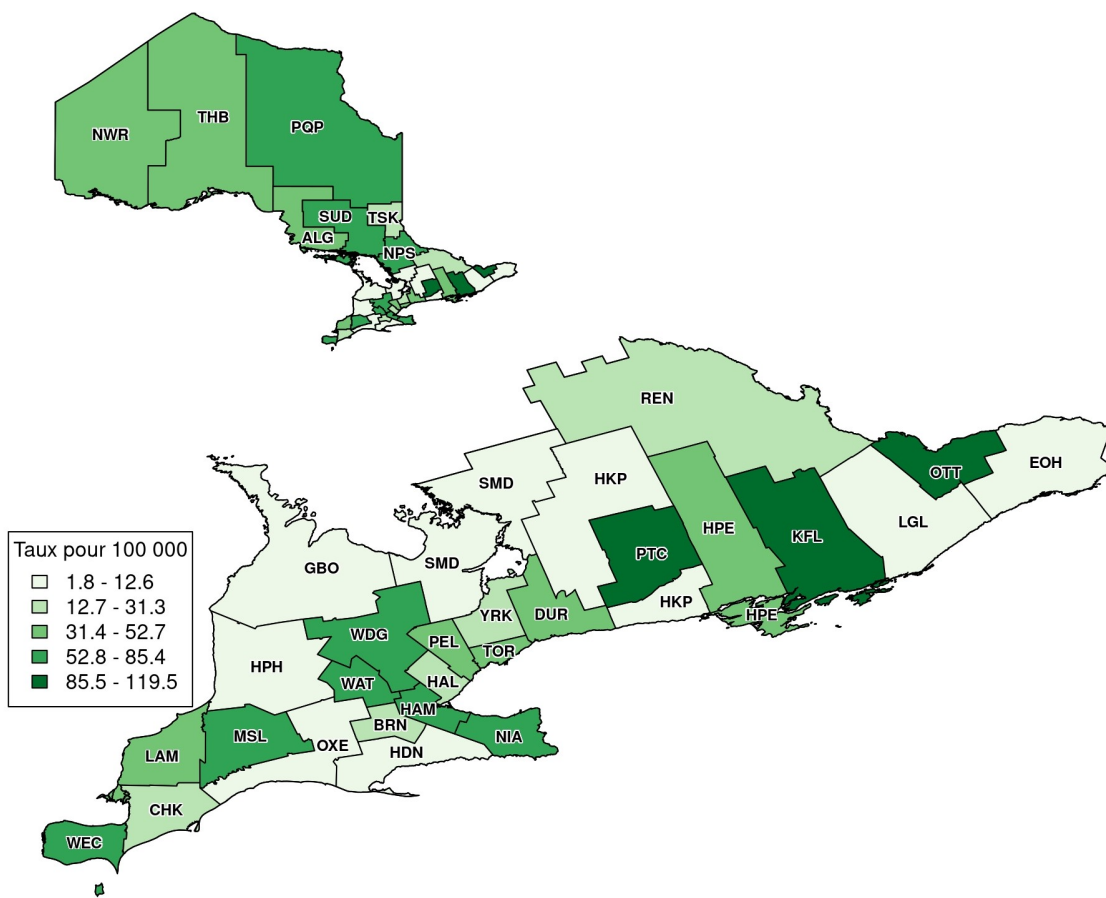 THB
NWR
PQP
SUD
TSK
ALG
NPS
REN
OTT
EOH
SMD
HKP
LGL
HPE
KFL
PTC
GBO
SMD
HKP
YRK
DUR
HPE
WDG
PEL
TOR
HPH
WAT
HAL
HAM
BRN
NIA
MSL
OXE
HDN
LAM
CHK
WEC
Taux pour 100 000
1.8 - 12.6
12.7 - 31.3
31.4 - 52.7
52.8 - 85.4
85.5 - 119.5